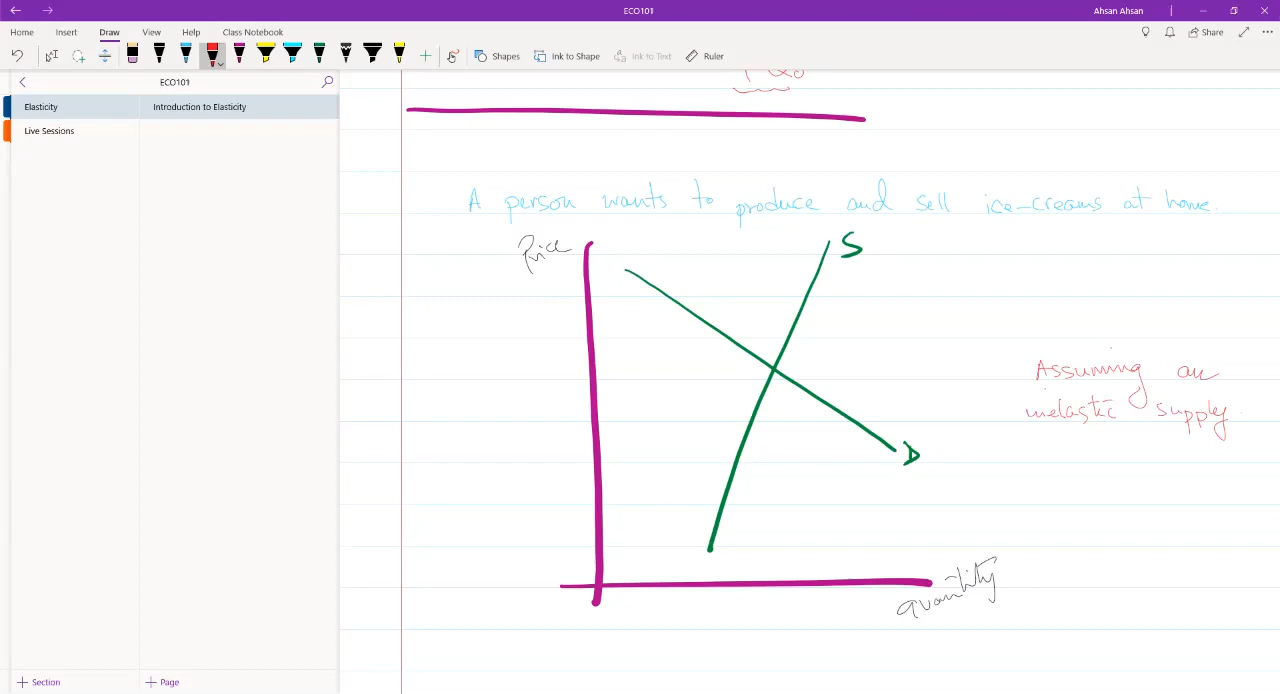 ECO101
Ahsan Ahsan
Home Insert Draw View Help Class Notebook
Share
Shapes Ink to Shape Ink to Text Ruler
ECO101
Elasticity
Introduction to Elasticity
Live Sessions
A person wants to produce and sell ice-creams at home.
Price
S
Assuming an
inelastic supply
D
quantity
+ Section
+ Page